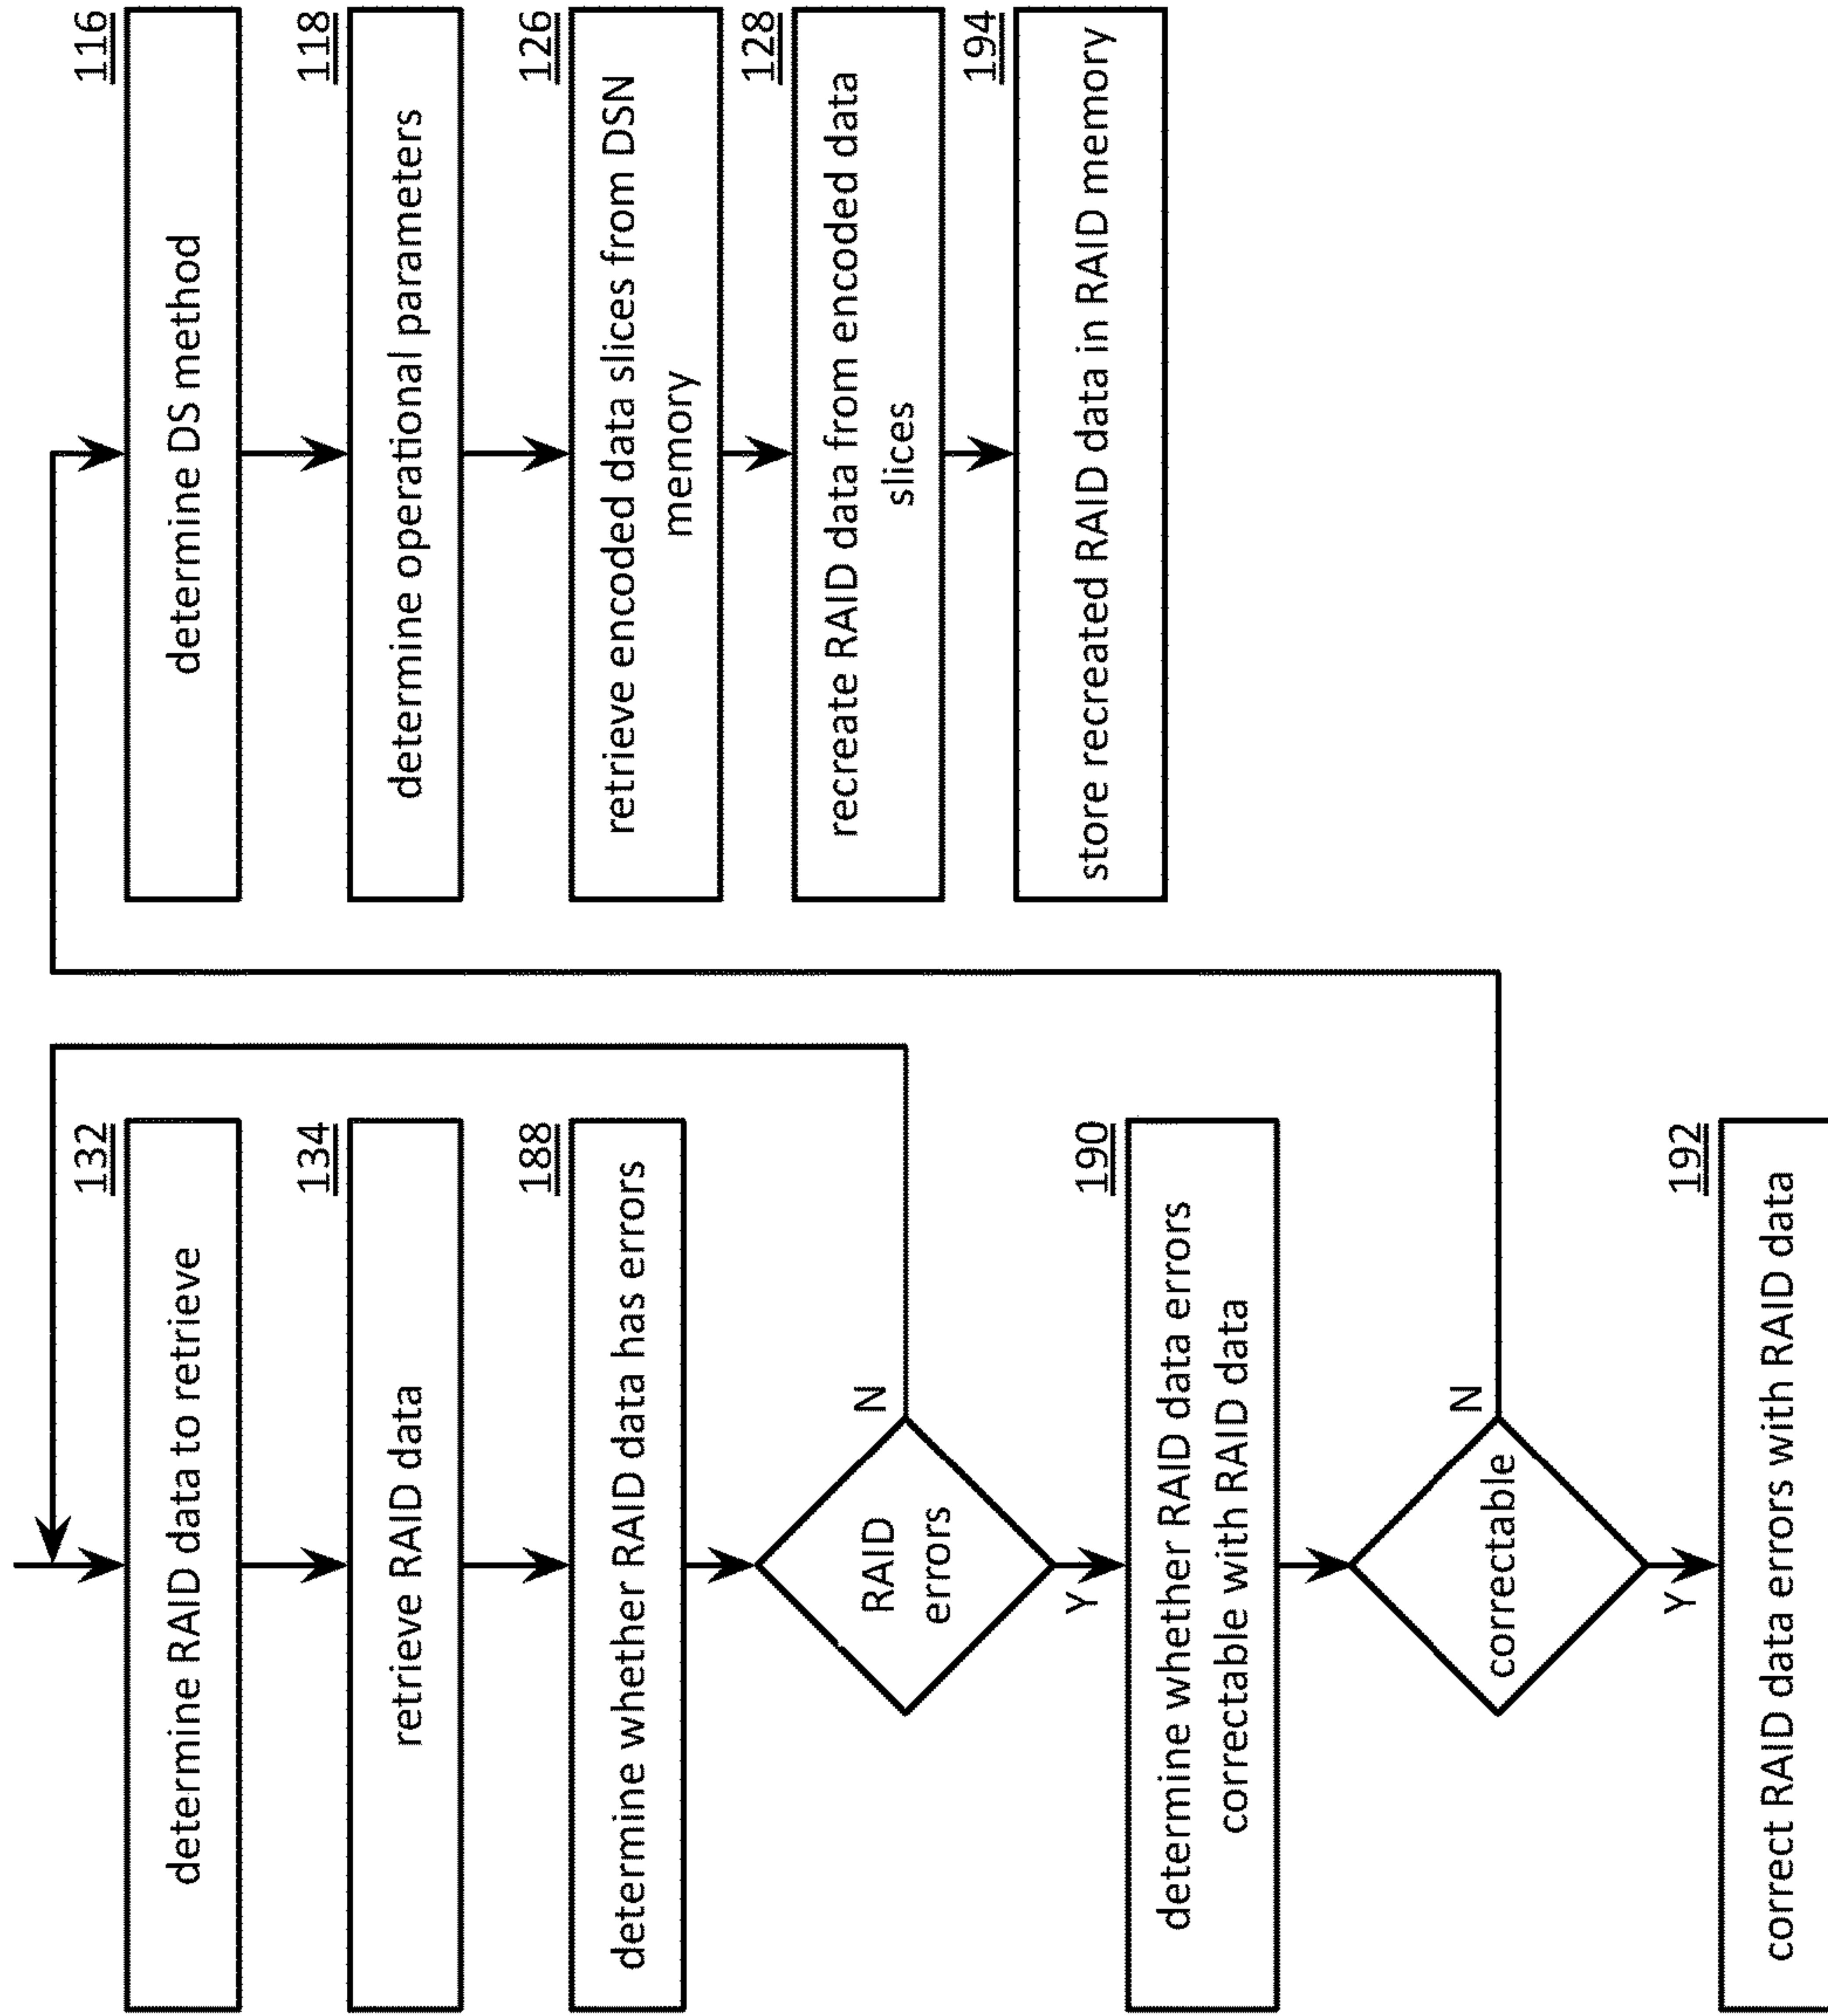 132
determine RAID data to retrieve
134
retrieve RAID data
188
determine whether RAID data has errors
RAID
errors
N
Y
190
determine whether RAID data errors
correctable with RAID data
correctable
N
Y
192
correct RAID data errors with RAID data
116
determine DS method
118
determine operational parameters
126
retrieve encoded data slices from DSN
memory
128
recreate RAID data from encoded data
slices
194
store recreated RAID data in RAID memory